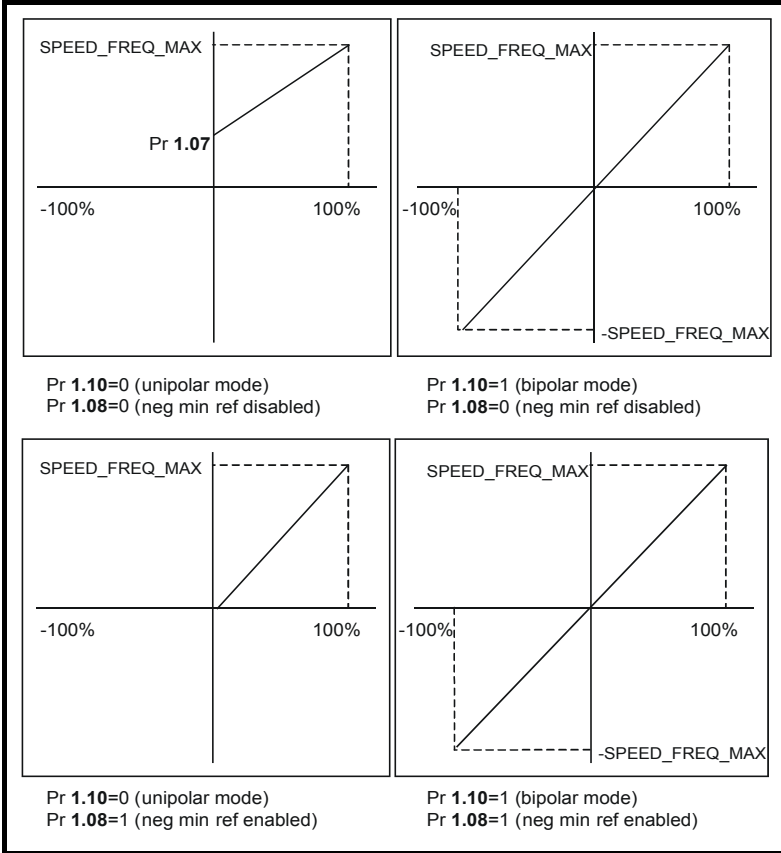 SPEED_FREQ_MAX
Pr 1.07
-100%
100%
SPEED_FREQ_MAX
-100%
100%
-SPEED_FREQ_MAX
Pr 1.10=0 (unipolar mode)
Pr 1.08=0 (neg min ref disabled)
Pr 1.10=1 (bipolar mode)
Pr 1.08=0 (neg min ref disabled)
SPEED_FREQ_MAX
-100%
100%
SPEED_FREQ_MAX
-100%
100%
-SPEED_FREQ_MAX
Pr 1.10=0 (unipolar mode)
Pr 1.08=1 (neg min ref enabled)
Pr 1.10=1 (bipolar mode)
Pr 1.08=1 (neg min ref enabled)